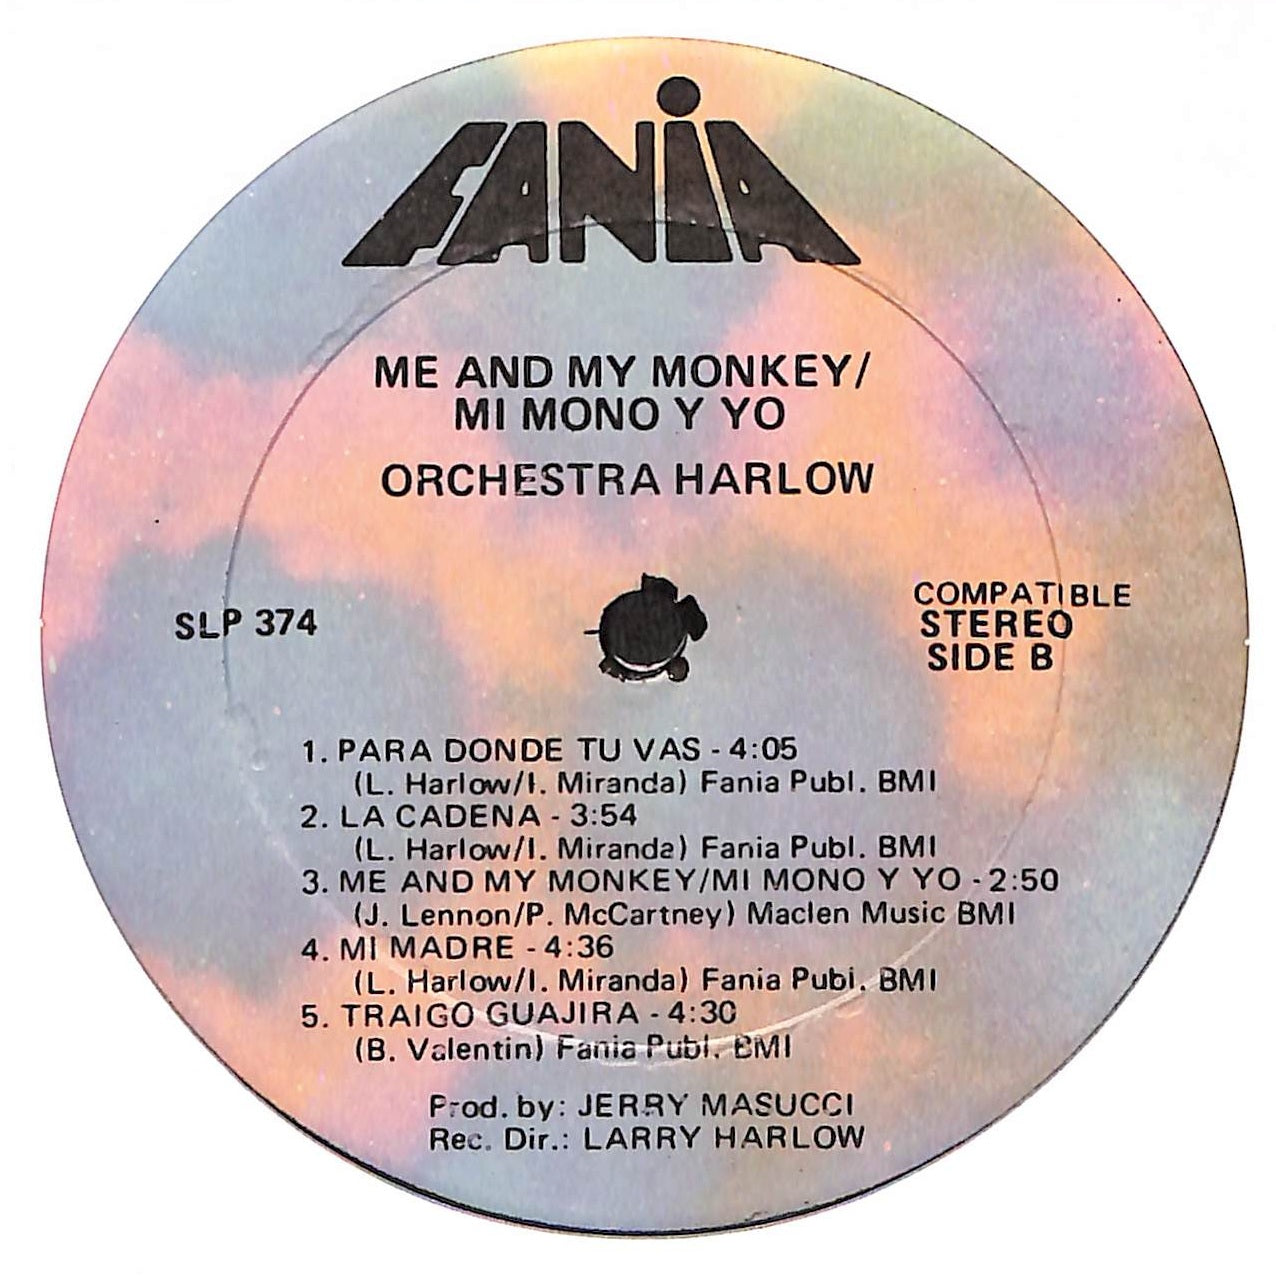 FANIA
ME AND MY MONKEY/
MI MONO Y YO
ORCHESTRA HARLOW
SLP 374
COMPATIBLE
STEREO
SIDE B
1. PARA DONDE TU VAS - 4:05
(L. Harlow/I. Miranda) Fania Publ. BMI
2. LA CADENA - 3:54
(L. Harlow/I. Miranda) Fania Publ. BMI
3. ME AND MY MONKEY/MI MONO Y YO - 2:50
(J. Lennon/P. McCartney) Maclen Music BMI
4. MI MADRE - 4:36
(L. Harlow/I. Miranda) Fania Publ. BMI
5. TRAIGO GUAJIRA - 4:30
(B. Valentin) Fania Publ. BMI
Prod. by: JERRY MASUCCI
Rec. Dir.: LARRY HARLOW